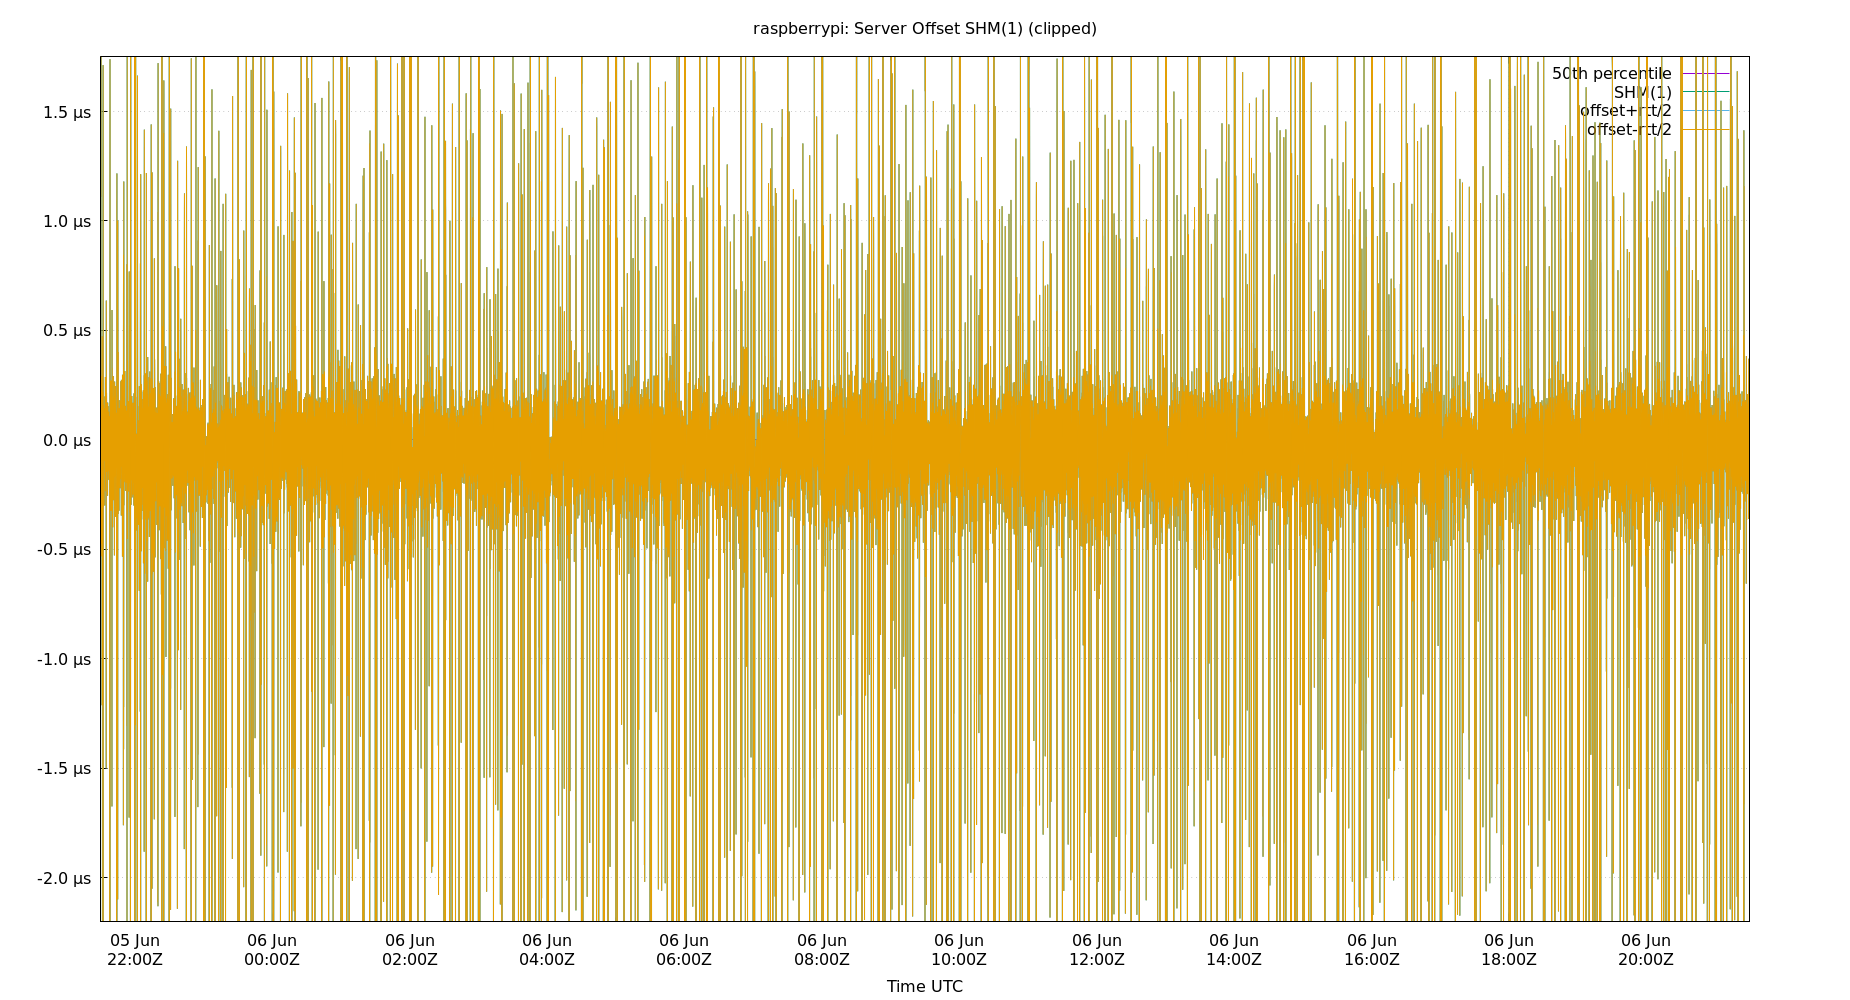 raspberrypi: Server Offset SHM(1) (clipped)
50th percentile
SHM(1)
offset+rtt/2
offset-rtt/2
1.5 µs
1.0 µs
0.5 µs
0.0 µs
-0.5 µs
-1.0 µs
-1.5 µs
-2.0 µs
05 Jun 06 Jun 06 Jun 06 Jun 06 Jun 06 Jun 06 Jun 06 Jun 06 Jun 06 Jun 06 Jun 06 Jun
22:00Z 00:00Z 02:00Z 04:00Z 06:00Z 08:00Z 10:00Z 12:00Z 14:00Z 16:00Z 18:00Z 20:00Z
Time UTC